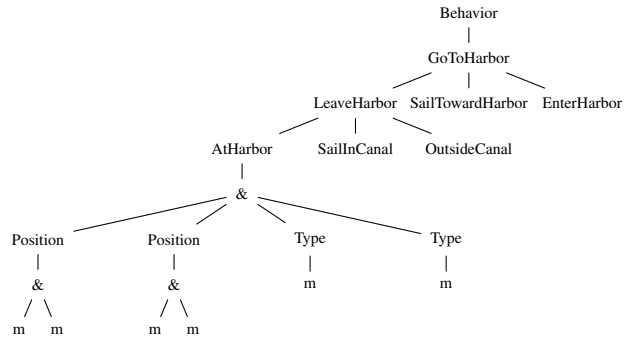 Behavior
GoToHarbor
LeaveHarbor SailTowardHarbor EnterHarbor
AtHarbor SailInCanal OutsideCanal
&
Position Position Type Type
& & m m
m m m m